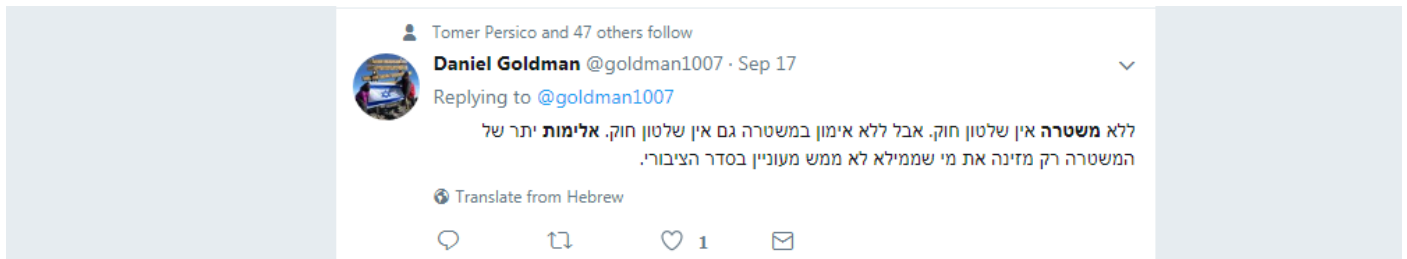 Tomer Persico and 47 others follow
Daniel Goldman @goldman1007 · Sep 17
Replying to @goldman1007
ללא משטרה אין שלטון חוק. אבל ללא אימון במשטרה גם אין שלטון חוק. אלימות יתר של
המשטרה רק מזינה את מי שממילא לא ממש מעוניין בסדר הציבורי.
Translate from Hebrew
1